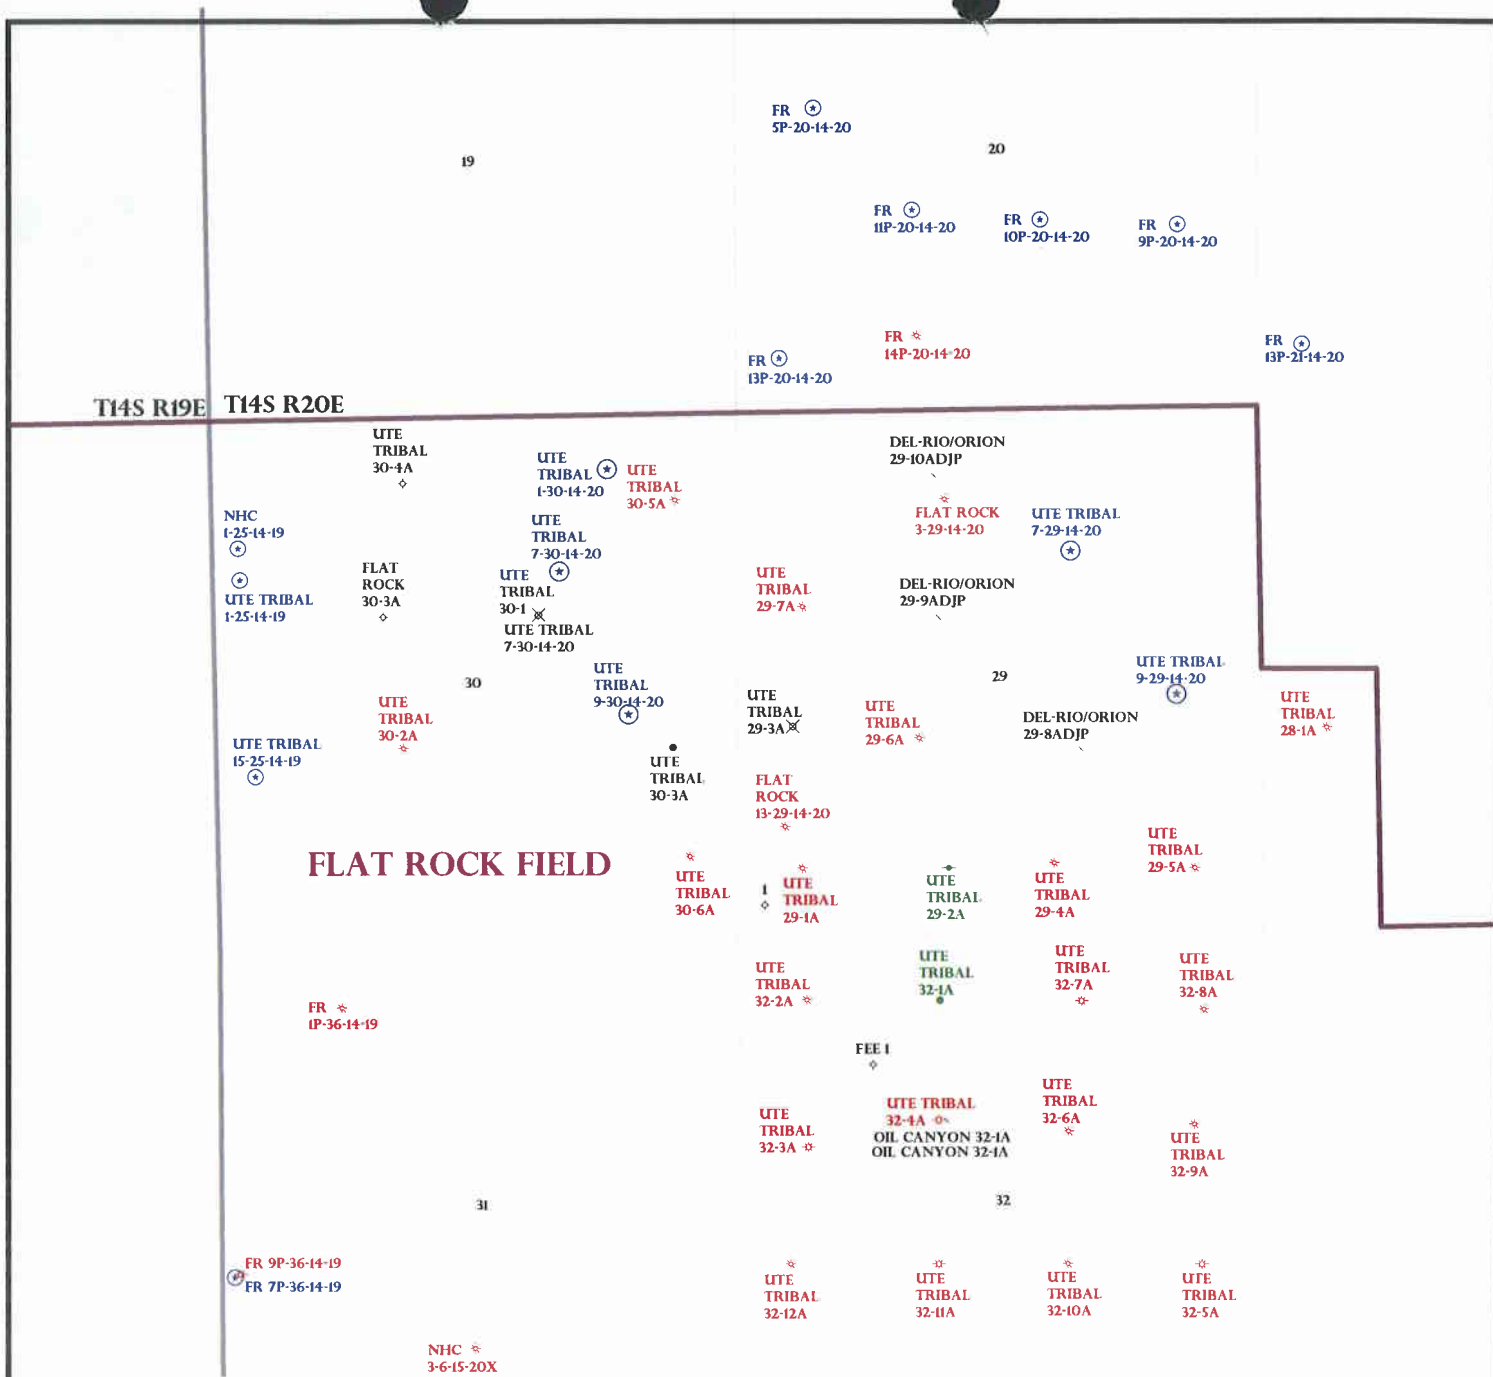 FR
5P-20-14-20
19
20
FR
11P-20-14-20
FR
10P-20-14-20
FR
9P-20-14-20
FR
13P-20-14-20
FR
14P-20-14-20
FR
13P-21-14-20
T14S R19E
T14S R20E
UTE
TRIBAL
30-4A
UTE
TRIBAL
1-30-14-20
UTE
TRIBAL
30-5A
DEL-RIO/ORION
29-10ADJP
NHC
1-25-14-19
UTE
TRIBAL
7-30-14-20
FLAT ROCK
3-29-14-20
UTE TRIBAL
7-29-14-20
UTE TRIBAL
1-25-14-19
FLAT
ROCK
30-3A
UTE
TRIBAL
30-1
UTE TRIBAL
7-30-14-20
UTE
TRIBAL
29-7A
DEL-RIO/ORION
29-9ADJP
30
UTE
TRIBAL
9-30-14-20
29
UTE TRIBAL
9-29-14-20
UTE
TRIBAL
30-2A
UTE
TRIBAL
29-3A
UTE
TRIBAL
29-6A
DEL-RIO/ORION
29-8ADJP
UTE
TRIBAL
28-1A
UTE TRIBAL
15-25-14-19
UTE
TRIBAL
30-3A
FLAT
ROCK
13-29-14-20
FLAT ROCK FIELD
UTE
TRIBAL
29-5A
UTE
TRIBAL
30-6A
1
UTE
TRIBAL
29-1A
UTE
TRIBAL
29-2A
UTE
TRIBAL
29-4A
UTE
TRIBAL
32-2A
UTE
TRIBAL
32-1A
UTE
TRIBAL
32-7A
UTE
TRIBAL
32-8A
FR
1P-36-14-19
FEE 1
UTE
TRIBAL
32-3A
UTE TRIBAL
32-4A
OIL CANYON 32-1A
OIL CANYON 32-1A
UTE
TRIBAL
32-6A
UTE
TRIBAL
32-9A
31
32
FR 9P-36-14-19
FR 7P-36-14-19
UTE
TRIBAL
32-12A
UTE
TRIBAL
32-11A
UTE
TRIBAL
32-10A
UTE
TRIBAL
32-5A
NHC
3-6-15-20X